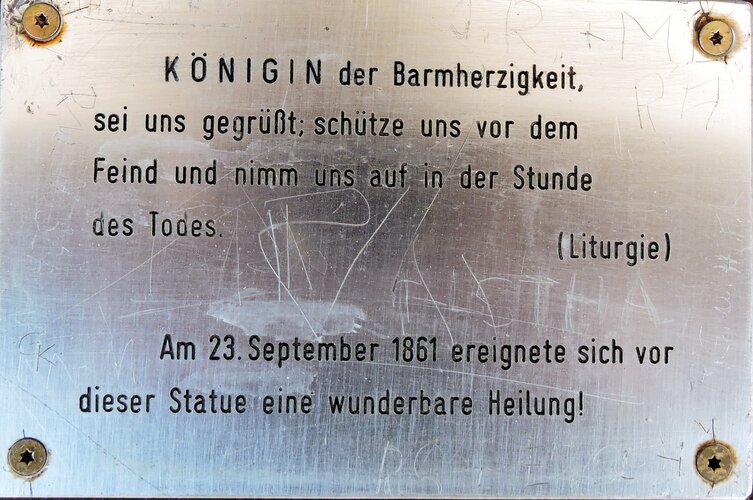 KÖNIGIN der Barmherzigkeit,
sei uns gegrüßt; schütze uns vor dem
Feind und nimm uns auf in der Stunde
des Todes.
(Liturgie)
Am 23. September 1861 ereignete sich vor
dieser Statue eine wunderbare Heilung!